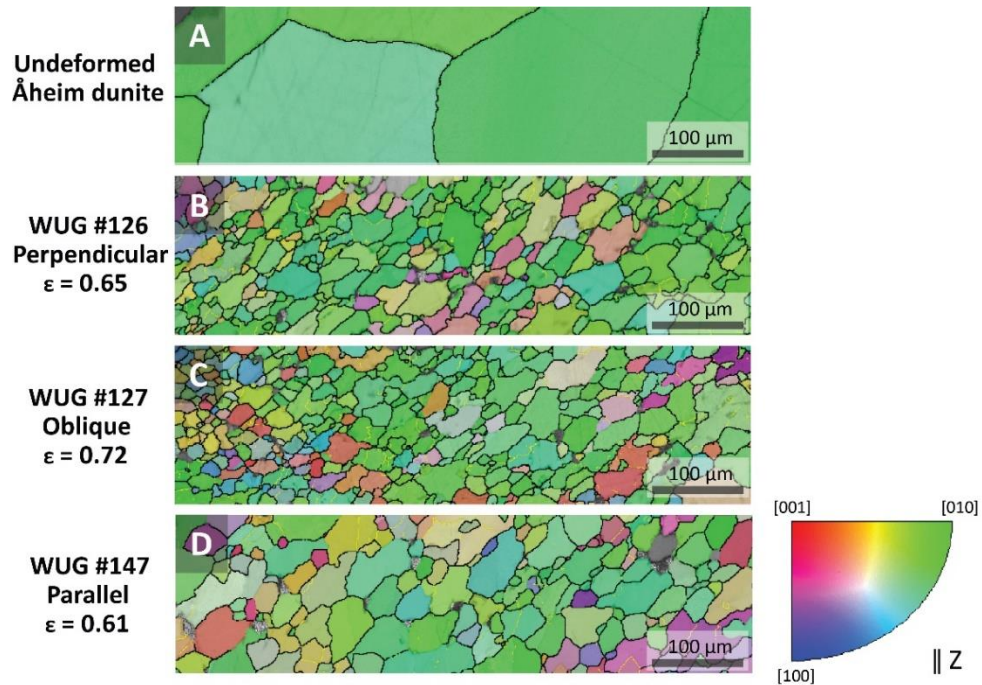 Undeformed
Åheim dunite
A
100 µm
WUG #126
Perpendicular
ε = 0.65
B
100 µm
WUG #127
Oblique
ε = 0.72
C
100 µm
WUG #147
Parallel
ε = 0.61
D
100 µm
[001]
[010]
[100]
|| Z